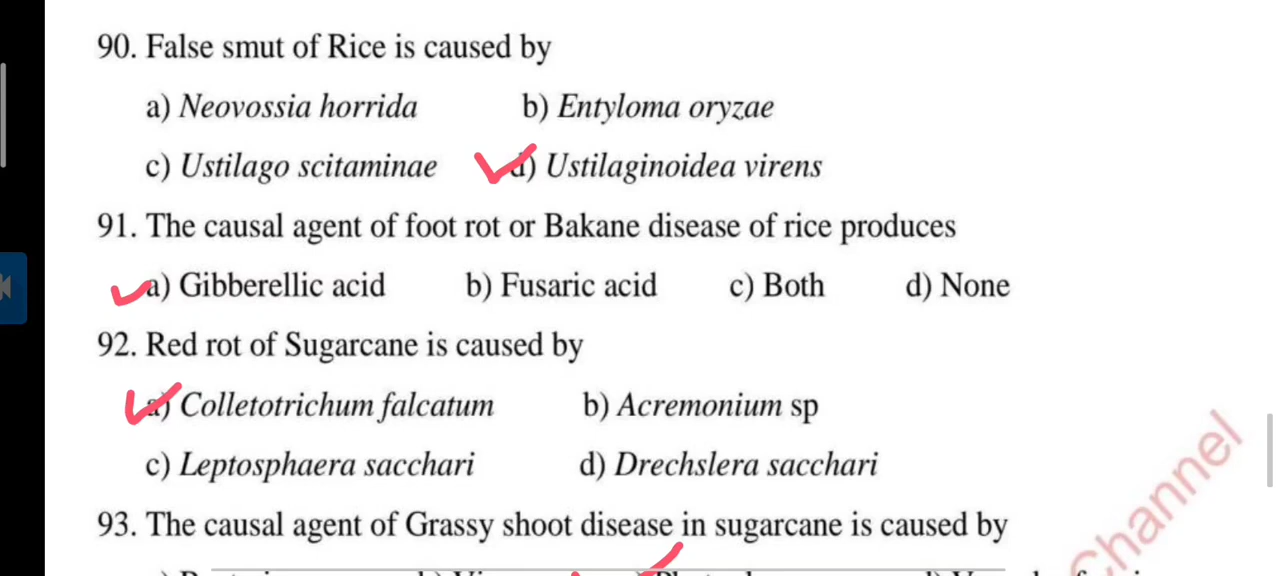 90. False smut of Rice is caused by
a) Neovossia horrida b) Entyloma oryzae
c) Ustilago scitaminae d) Ustilaginoidea virens
91. The causal agent of foot rot or Bakane disease of rice produces
a) Gibberellic acid b) Fusaric acid c) Both d) None
92. Red rot of Sugarcane is caused by
a) Colletotrichum falcatum b) Acremonium sp
c) Leptosphaera sacchari d) Drechslera sacchari
93. The causal agent of Grassy shoot disease in sugarcane is caused by
Channel